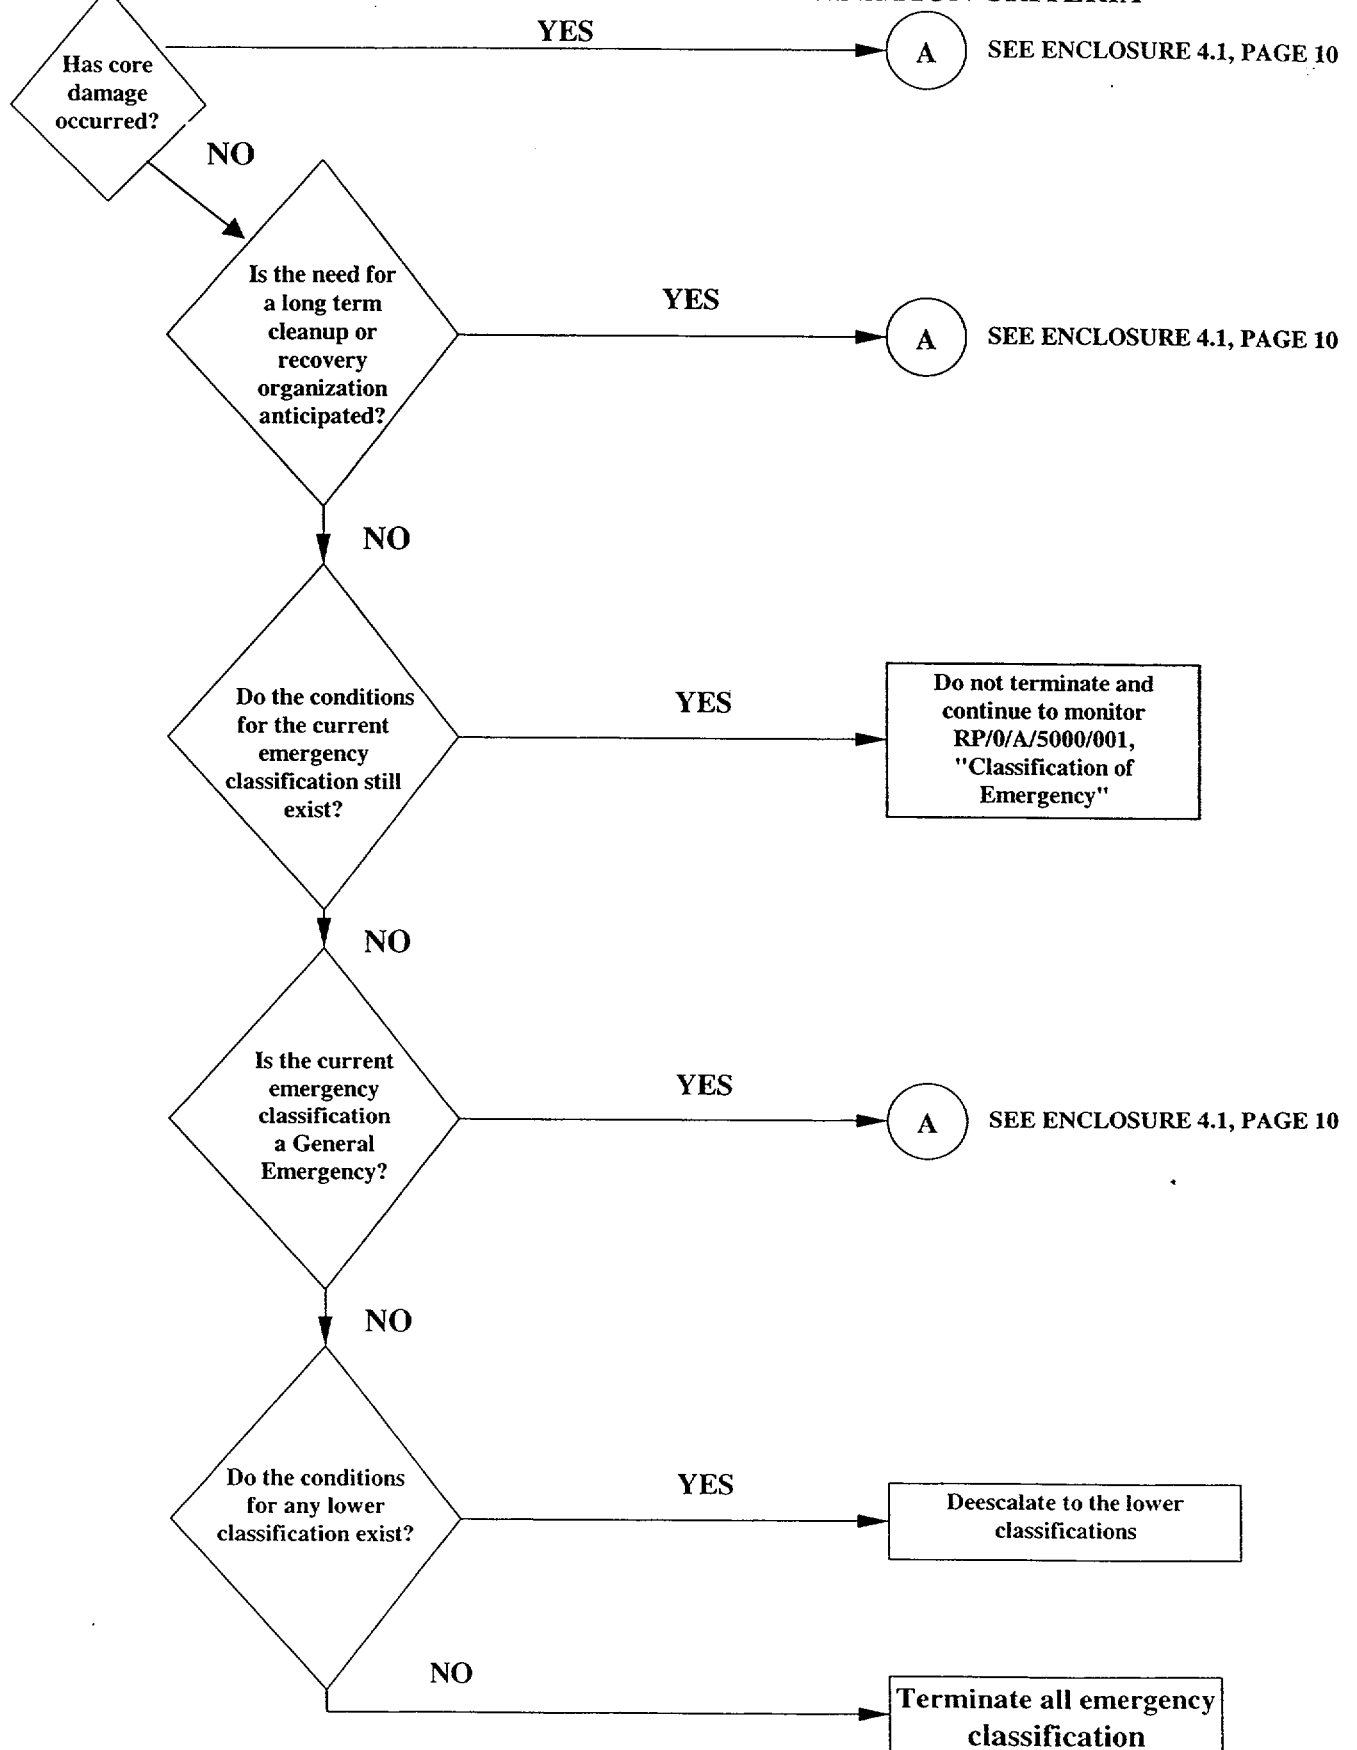 YES
Has core
damage
occurred?
A
SEE ENCLOSURE 4.1, PAGE 10
NO
Is the need for
a long term
cleanup or
recovery
organization
anticipated?
YES
A
SEE ENCLOSURE 4.1, PAGE 10
NO
Do the conditions
for the current
emergency
classification still
exist?
YES
Do not terminate and
continue to monitor
RP/0/A/5000/001,
"Classification of
Emergency"
NO
Is the current
emergency
classification
a General
Emergency?
YES
A
SEE ENCLOSURE 4.1, PAGE 10
NO
Do the conditions
for any lower
classification exist?
YES
Deescalate to the lower
classifications
NO
Terminate all emergency
classification